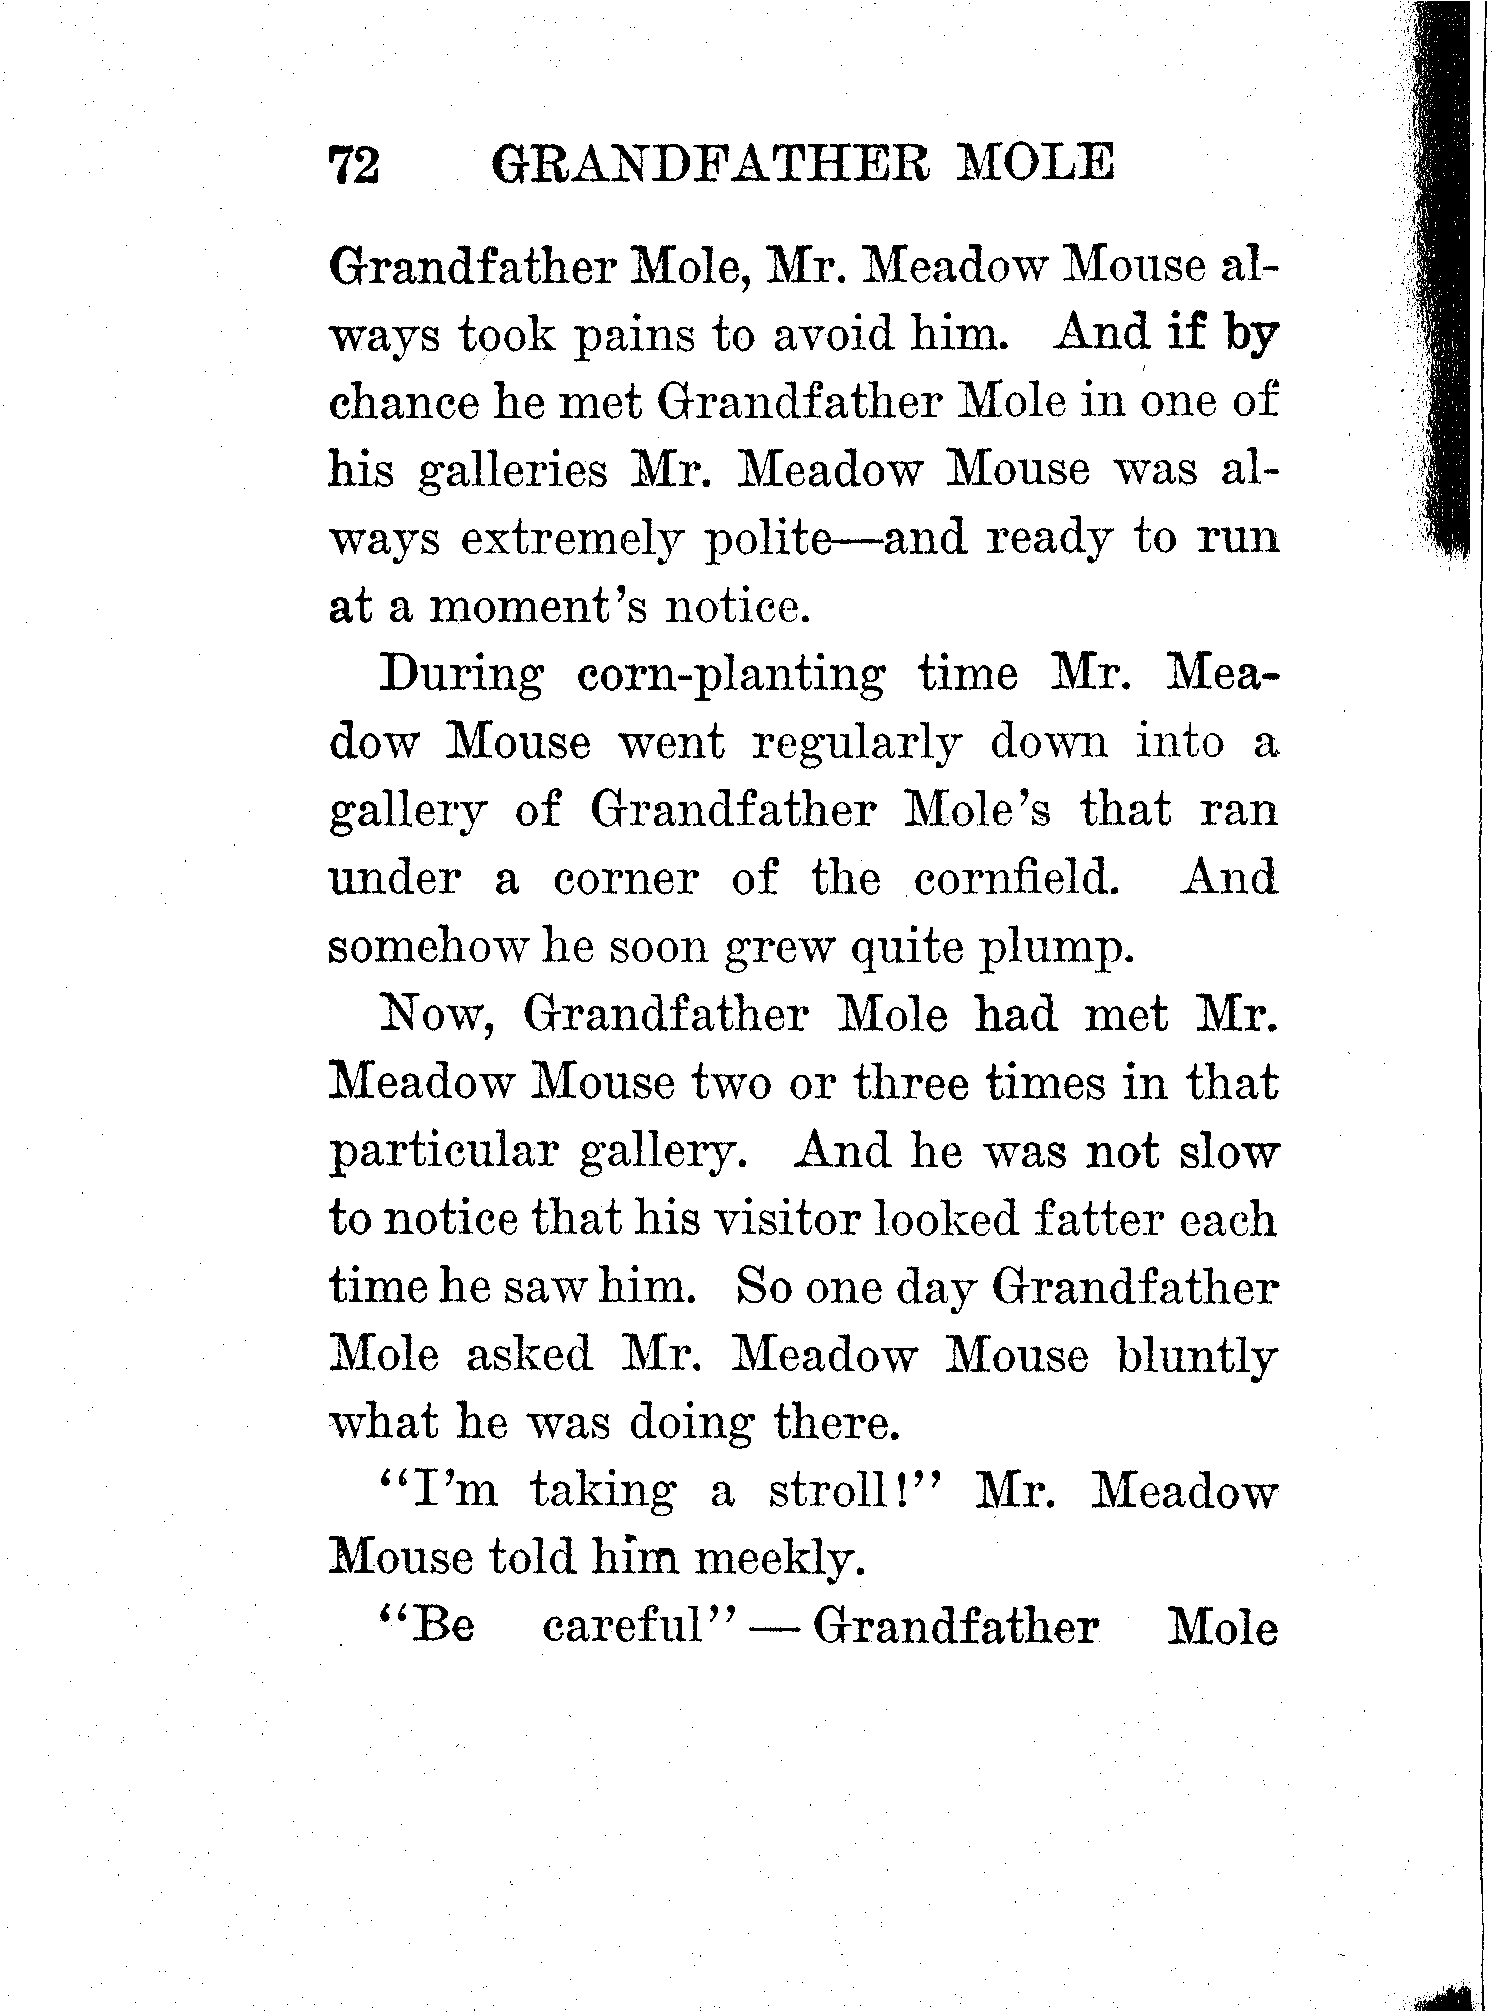 72 GRANDFATHER MOLE
Grandfather Mole, Mr. Meadow Mouse al-
ways took pains to avoid him. And if by
chance he met Grandfather Mole in one of
his galleries Mr. Meadow Mouse was al-
ways extremely polite—and ready to run
at a moment's notice.
During corn-planting time Mr. Mea-
dow Mouse went regularly down into a
gallery of Grandfather Mole's that ran
under a corner of the cornfield. And
somehow he soon grew quite plump.
Now, Grandfather Mole had met Mr.
Meadow Mouse two or three times in that
particular gallery. And he was not slow
to notice that his visitor looked fatter each
time he saw him. So one day Grandfather
Mole asked Mr. Meadow Mouse bluntly
what he was doing there.
"I'm taking a stroll!" Mr. Meadow
Mouse told him meekly.
"Be careful" — Grandfather Mole